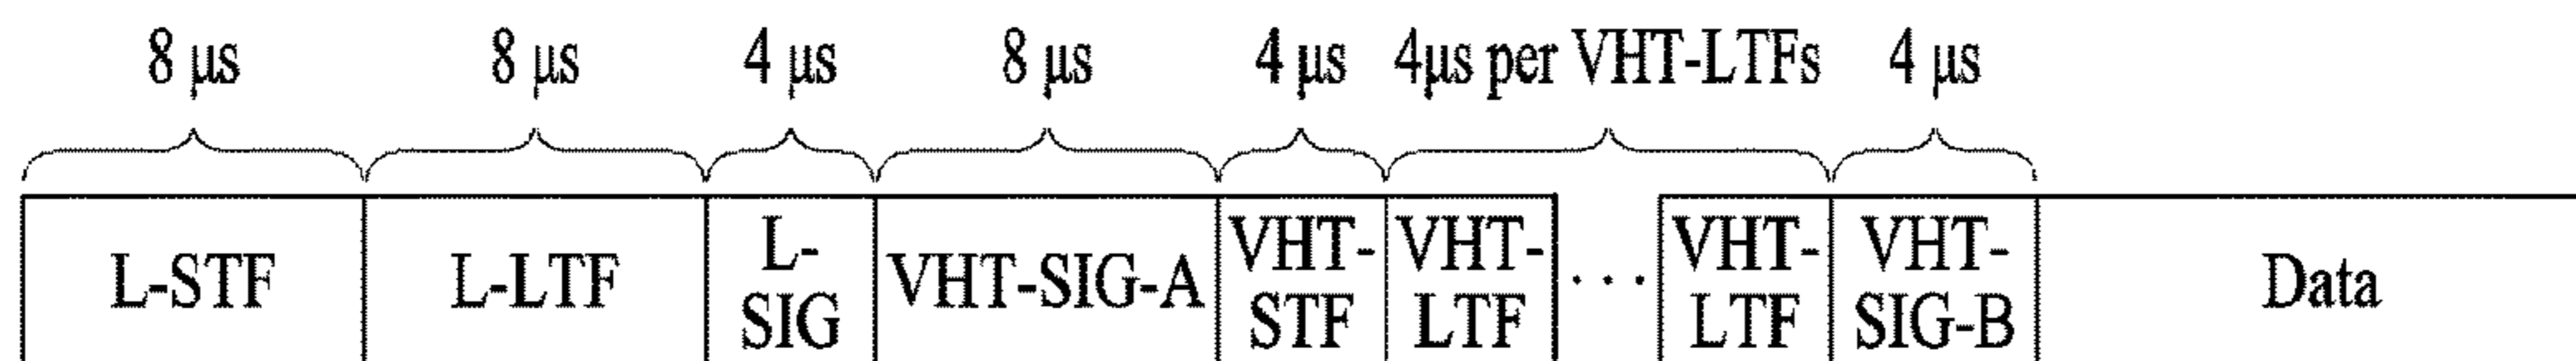 8 μs 8 μs 4 μs 8 μs 4 μs 4μs per VHT-LTFs 4 μs
L-STF L-LTF L-SIG VHT-SIG-A VHT-STF VHT-LTF ... VHT-LTF VHT-SIG-B Data